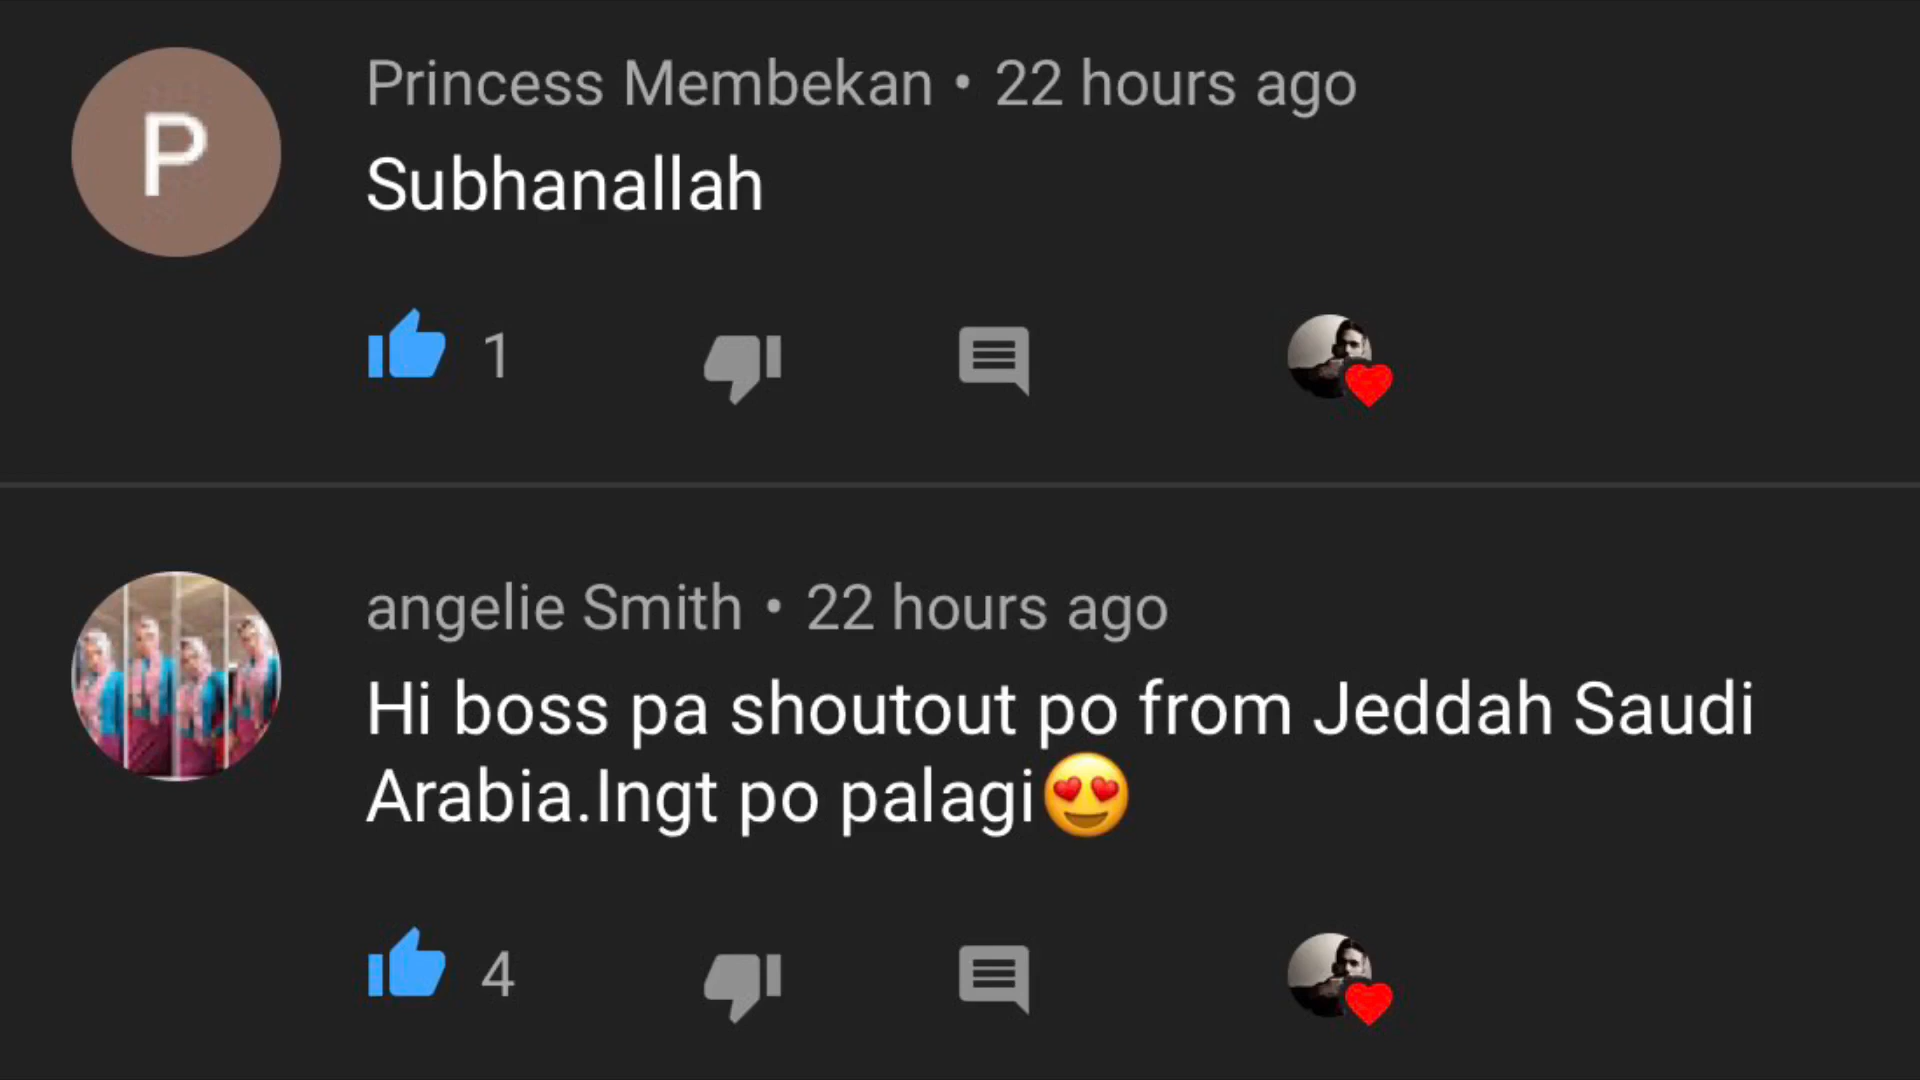 P
Princess Membekan • 22 hours ago
Subhanallah
1
angelie Smith • 22 hours ago
Hi boss pa shoutout po from Jeddah Saudi
Arabia.Ingt po palagi😍
4